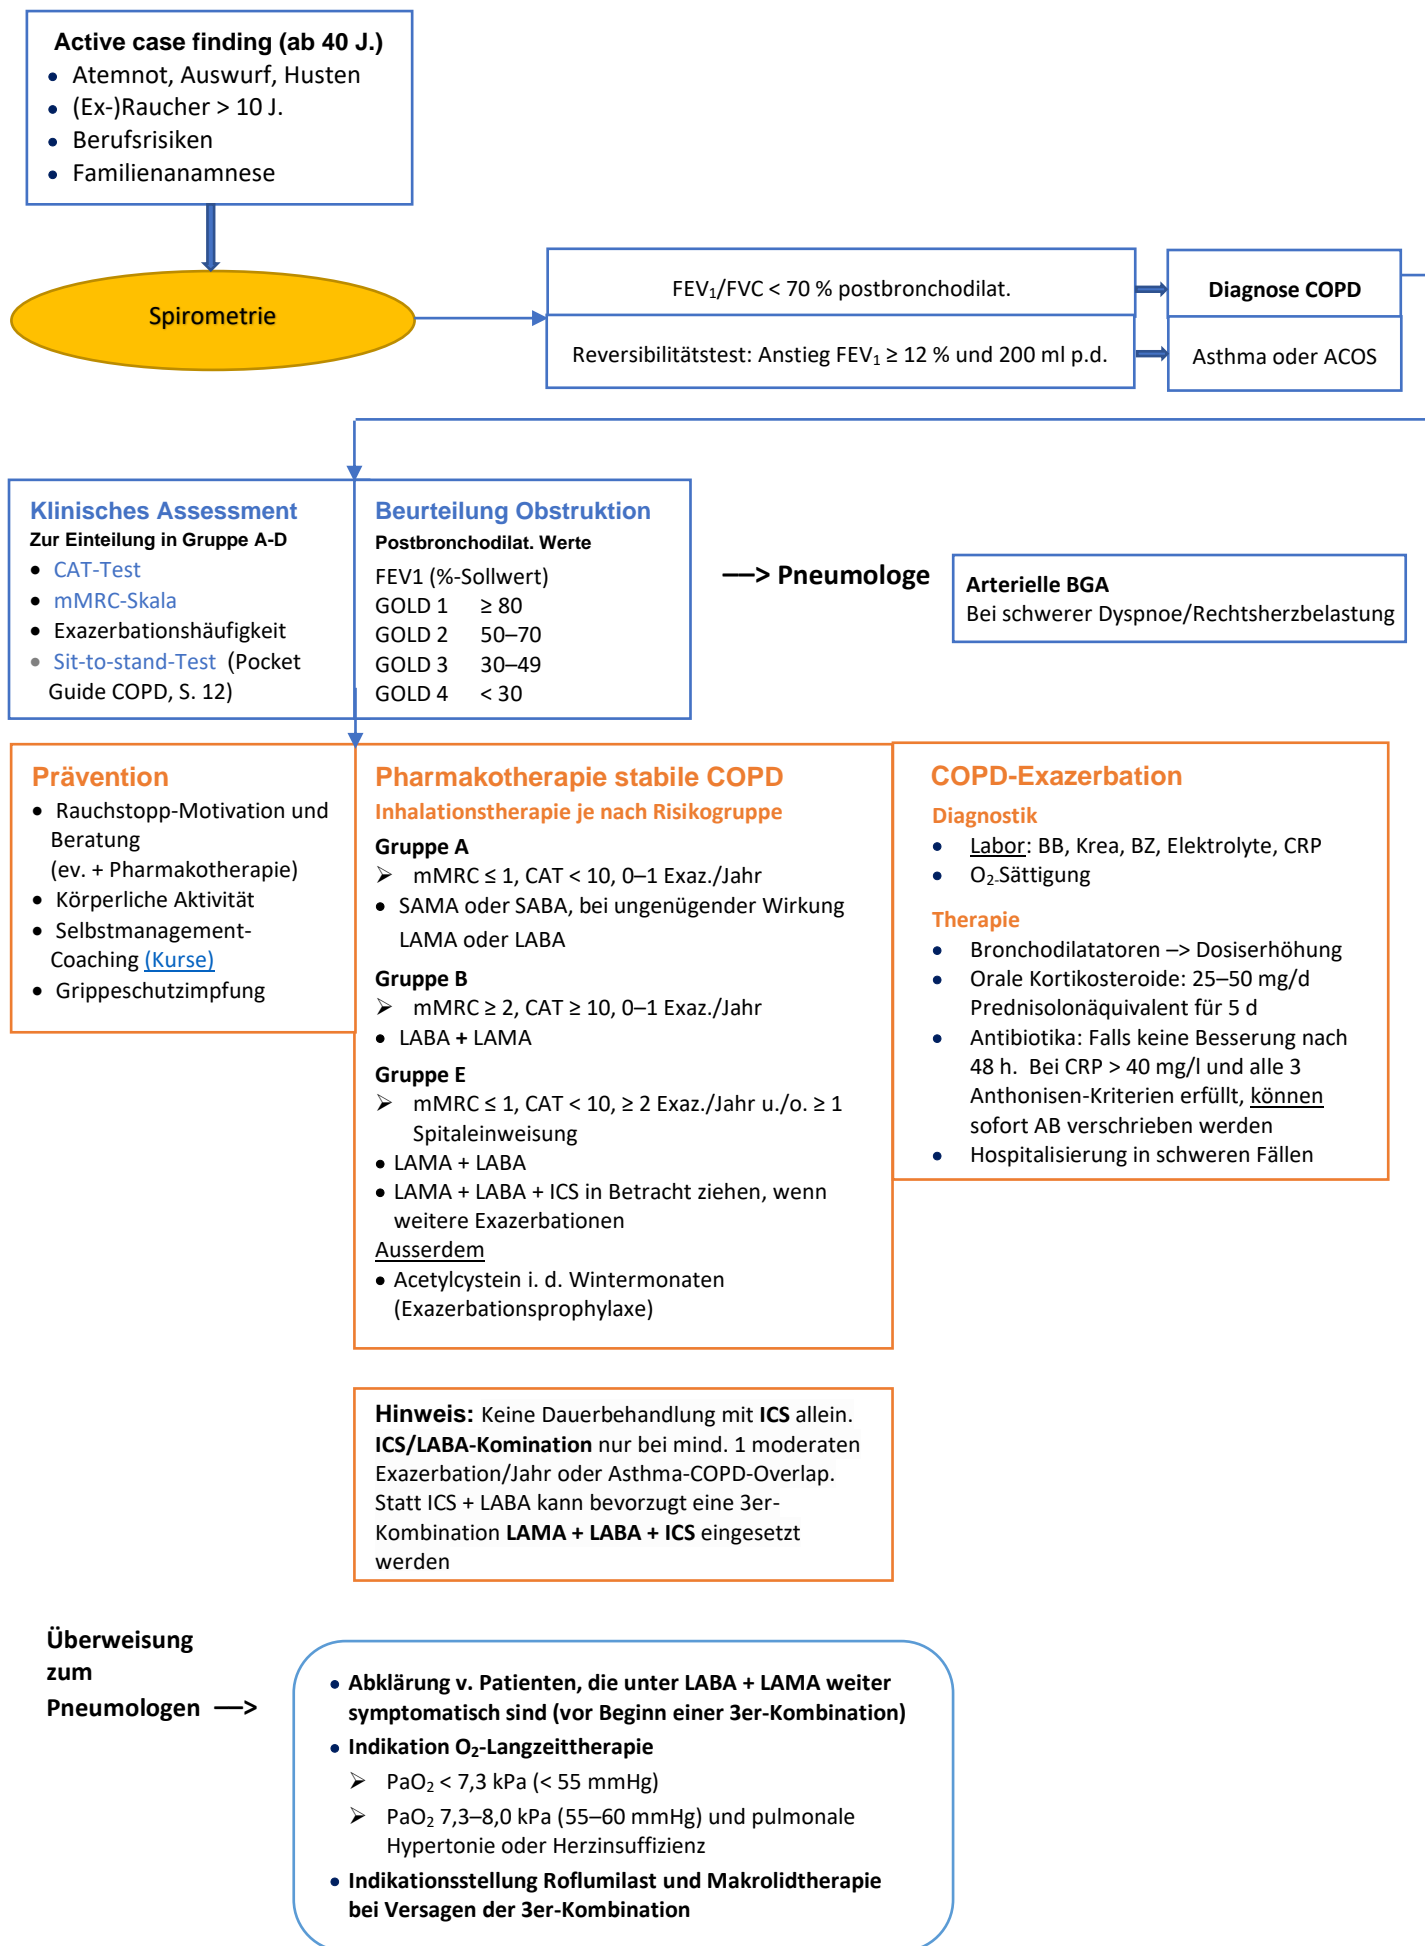 Active case finding (ab 40 J.)
• Atemnot, Auswurf, Husten
• (Ex-)Raucher > 10 J.
• Berufsrisiken
• Familienanamnese
Spirometrie
FEV₁/FVC < 70 % postbronchodilat.
Diagnose COPD
Reversibilitätstest: Anstieg FEV₁ ≥ 12 % und 200 ml p.d.
Asthma oder ACOS
Klinisches Assessment
Zur Einteilung in Gruppe A-D
• CAT-Test
• mMRC-Skala
• Exazerbationshäufigkeit
• Sit-to-stand-Test (Pocket
Guide COPD, S. 12)
Beurteilung Obstruktion
Postbronchodilat. Werte
FEV1 (%-Sollwert)
GOLD 1 ≥ 80
GOLD 2 50–70
GOLD 3 30–49
GOLD 4 < 30
—> Pneumologe
Arterielle BGA
Bei schwerer Dyspnoe/Rechtsherzbelastung
Prävention
• Rauchstopp-Motivation und
Beratung
(ev. + Pharmakotherapie)
• Körperliche Aktivität
• Selbstmanagement-
Coaching (Kurse)
• Grippeschutzimpfung
Pharmakotherapie stabile COPD
Inhalationstherapie je nach Risikogruppe
Gruppe A
➢ mMRC ≤ 1, CAT < 10, 0–1 Exaz./Jahr
• SAMA oder SABA, bei ungenügender Wirkung
LAMA oder LABA
Gruppe B
➢ mMRC ≥ 2, CAT ≥ 10, 0–1 Exaz./Jahr
• LABA + LAMA
Gruppe E
➢ mMRC ≤ 1, CAT < 10, ≥ 2 Exaz./Jahr u./o. ≥ 1
Spitaleinweisung
• LAMA + LABA
• LAMA + LABA + ICS in Betracht ziehen, wenn
weitere Exazerbationen
Ausserdem
• Acetylcystein i. d. Wintermonaten
(Exazerbationsprophylaxe)
COPD-Exazerbation
Diagnostik
• Labor: BB, Krea, BZ, Elektrolyte, CRP
• O₂-Sättigung
Therapie
• Bronchodilatatoren –> Dosiserhöhung
• Orale Kortikosteroide: 25–50 mg/d
Prednisolonäquivalent für 5 d
• Antibiotika: Falls keine Besserung nach
48 h. Bei CRP > 40 mg/l und alle 3
Anthonisen-Kriterien erfüllt, können
sofort AB verschrieben werden
• Hospitalisierung in schweren Fällen
Hinweis: Keine Dauerbehandlung mit ICS allein.
ICS/LABA-Komination nur bei mind. 1 moderaten
Exazerbation/Jahr oder Asthma-COPD-Overlap.
Statt ICS + LABA kann bevorzugt eine 3er-
Kombination LAMA + LABA + ICS eingesetzt
werden
Überweisung
zum
Pneumologen —>
• Abklärung v. Patienten, die unter LABA + LAMA weiter
symptomatisch sind (vor Beginn einer 3er-Kombination)
• Indikation O₂-Langzeittherapie
➢ PaO₂ < 7,3 kPa (< 55 mmHg)
➢ PaO₂ 7,3–8,0 kPa (55–60 mmHg) und pulmonale
Hypertonie oder Herzinsuffizienz
• Indikationsstellung Roflumilast und Makrolidtherapie
bei Versagen der 3er-Kombination